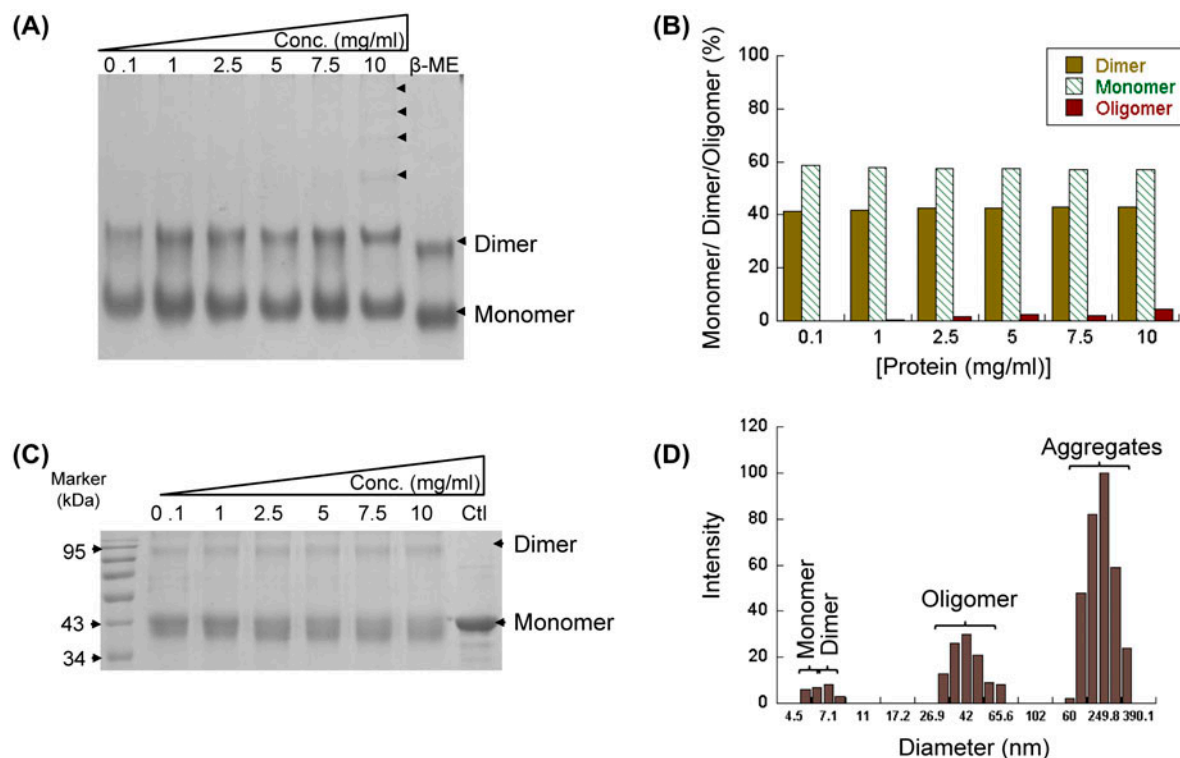 (A)
Conc. (mg/ml)
0 .1 1 2.5 5 7.5 10 β-ME
Dimer
Monomer
(B)
Monomer/ Dimer/Oligomer (%)
100
80
60
40
20
0
Dimer
Monomer
Oligomer
0.1 1 2.5 5 7.5 10
[Protein (mg/ml)]
(C)
Marker
(kDa)
Conc. (mg/ml)
0 .1 1 2.5 5 7.5 10 Ctl
95
43
34
Dimer
Monomer
(D)
Intensity
120
100
80
60
40
20
0
Monomer
Dimer
Oligomer
Aggregates
4.5 7.1 11 17.2 26.9 42 65.6 102 60 249.8 390.1
Diameter (nm)